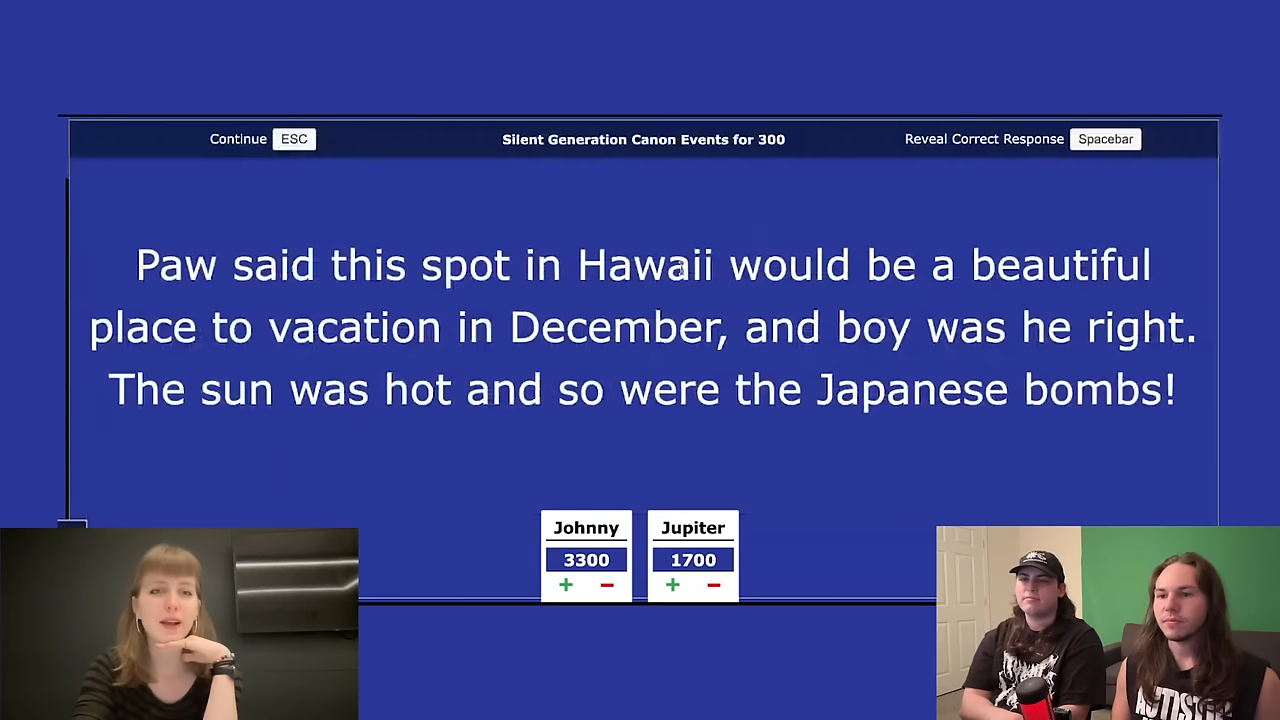 Continue ESC
Silent Generation Canon Events for 300
Reveal Correct Response Spacebar
Paw said this spot in Hawaii would be a beautiful
place to vacation in December, and boy was he right.
The sun was hot and so were the Japanese bombs!
Johnny
3300
+ −
Jupiter
1700
+ −